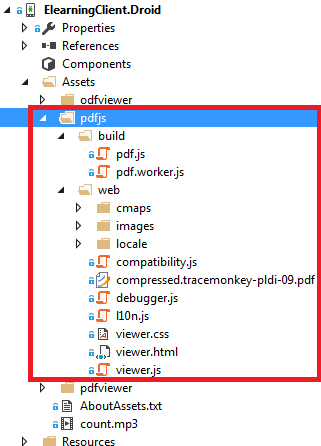 ElearningClient.Droid
Properties
References
Components
Assets
odfviewer
pdfjs
build
pdf.js
pdf.worker.js
web
cmaps
images
locale
compatibility.js
compressed.tracemonkey-pldi-09.pdf
debugger.js
l10n.js
viewer.css
viewer.html
viewer.js
pdfviewer
AboutAssets.txt
count.mp3
Resources